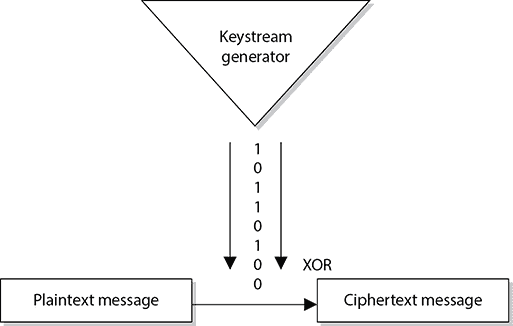 Keystream
generator
1
0
1
1
0
1
0
0
XOR
Plaintext message
Ciphertext message